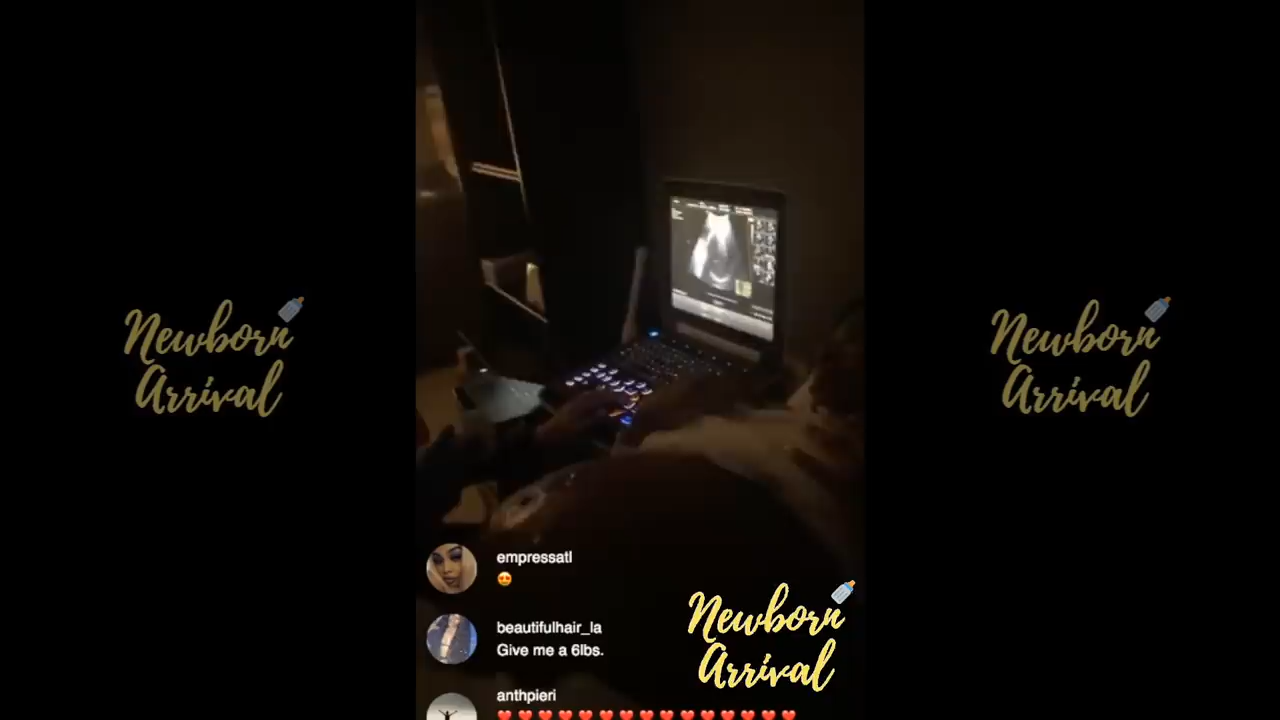 Newborn
Arrival
Newborn
Arrival
empressatl
😍
beautifulhair_la
Give me a 6lbs.
anthpieri
❤️❤️❤️❤️❤️❤️❤️❤️❤️❤️❤️❤️❤️❤️❤️
Newborn
Arrival